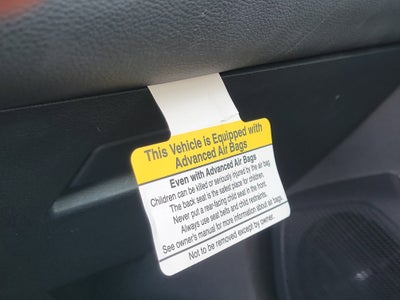 This Vehicle is Equipped with
Advanced Air Bags
Even with Advanced Air Bags
Children can be killed or seriously injured by the air bag.
The back seat is the safest place for children.
Never put a rear-facing child seat in the front.
Always use seat belts and child restraints.
See owner's manual for more information about air bags.
Not to be removed except by owner.